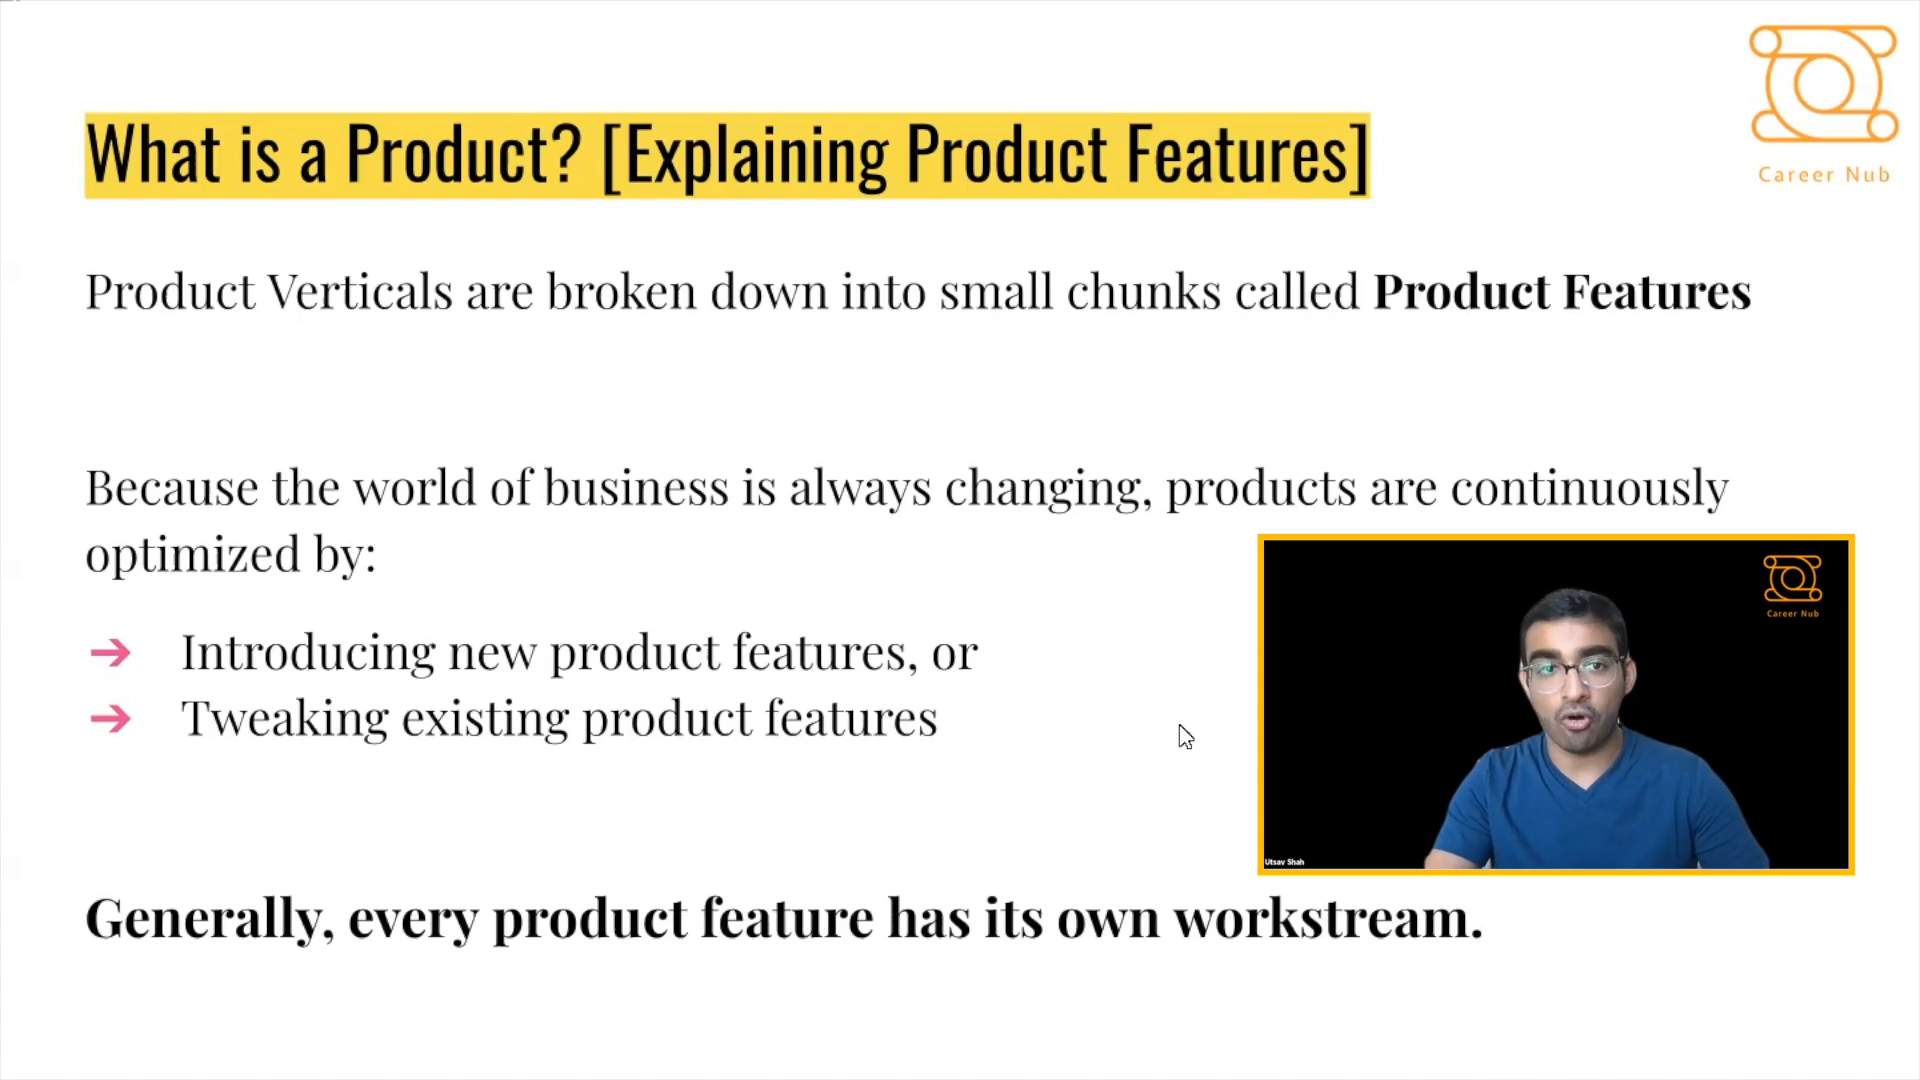 Career Nub
What is a Product? [Explaining Product Features]
Product Verticals are broken down into small chunks called Product Features
Because the world of business is always changing, products are continuously
optimized by:
➔ Introducing new product features, or
➔ Tweaking existing product features
Career Nub
Utsav Shah
Generally, every product feature has its own workstream.